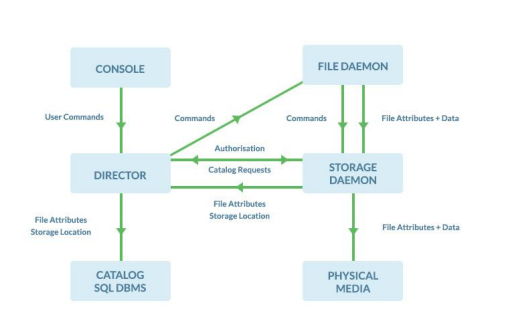 CONSOLE
FILE DAEMON
User Commands
Commands
Commands
File Attributes + Data
Authorisation
Catalog Requests
DIRECTOR
STORAGE
DAEMON
File Attributes
Storage Location
File Attributes
Storage Location
File Attributes + Data
CATALOG
SQL DBMS
PHYSICAL
MEDIA